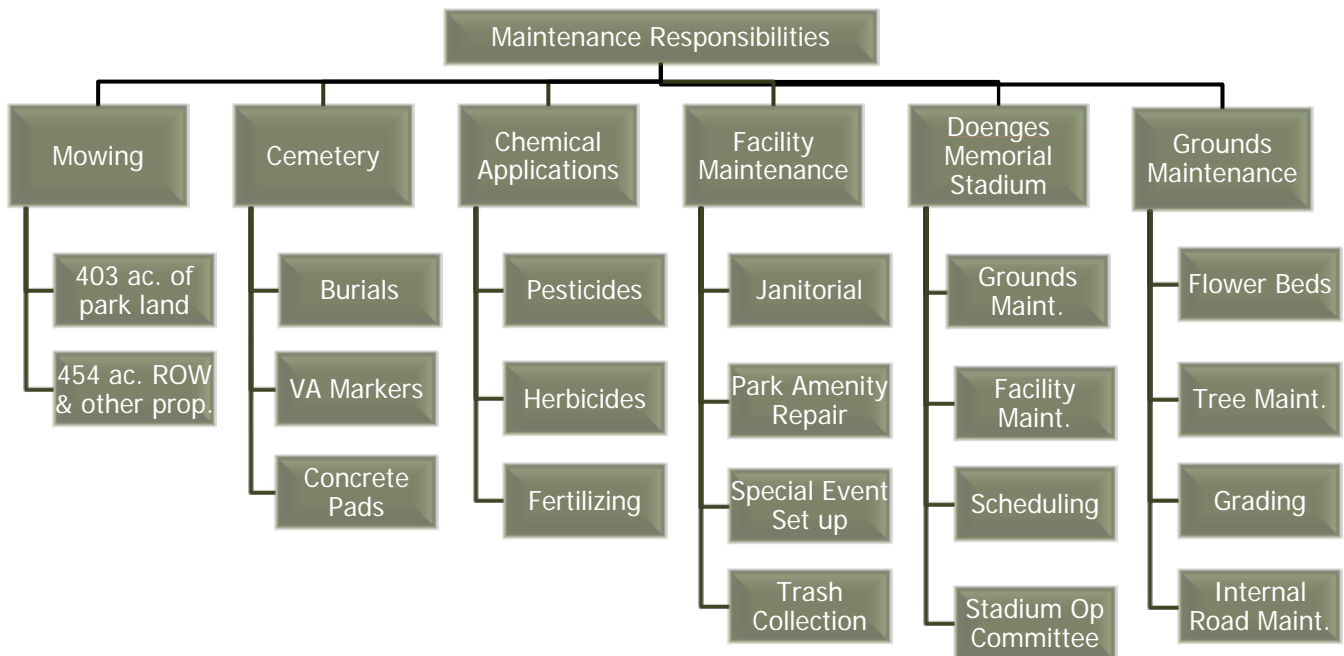 Maintenance Responsibilities
Mowing
403 ac. of
park land
454 ac. ROW
& other prop.
Cemetery
Burials
VA Markers
Concrete
Pads
Chemical
Applications
Pesticides
Herbicides
Fertilizing
Facility
Maintenance
Janitorial
Park Amenity
Repair
Special Event
Set up
Trash
Collection
Doenges
Memorial
Stadium
Grounds
Maint.
Facility
Maint.
Scheduling
Stadium Op
Committee
Grounds
Maintenance
Flower Beds
Tree Maint.
Grading
Internal
Road Maint.